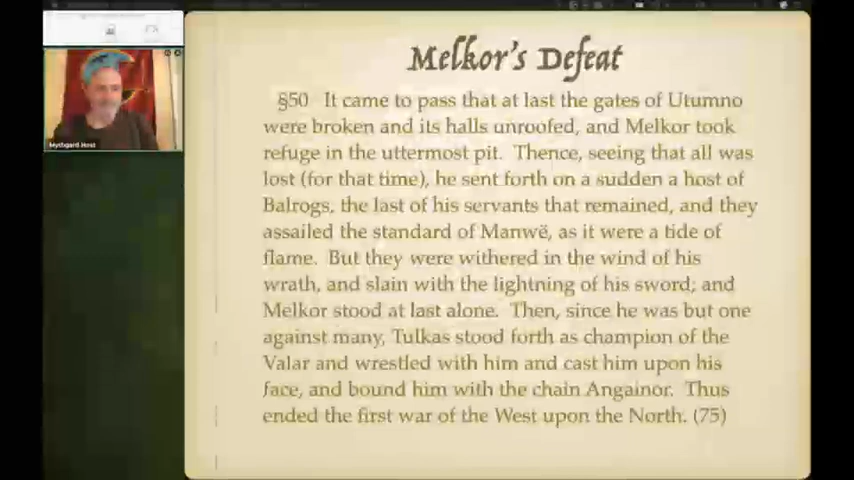 Melkor's Defeat
§50 It came to pass that at last the gates of Utumno
were broken and its halls unroofed, and Melkor took
refuge in the uttermost pit. Thence, seeing that all was
lost (for that time), he sent forth on a sudden a host of
Balrogs, the last of his servants that remained, and they
assailed the standard of Manwë, as it were a tide of
flame. But they were withered in the wind of his
wrath, and slain with the lightning of his sword; and
Melkor stood at last alone. Then, since he was but one
against many, Tulkas stood forth as champion of the
Valar and wrestled with him and cast him upon his
face, and bound him with the chain Angainor. Thus
ended the first war of the West upon the North. (75)
Mythgard Host